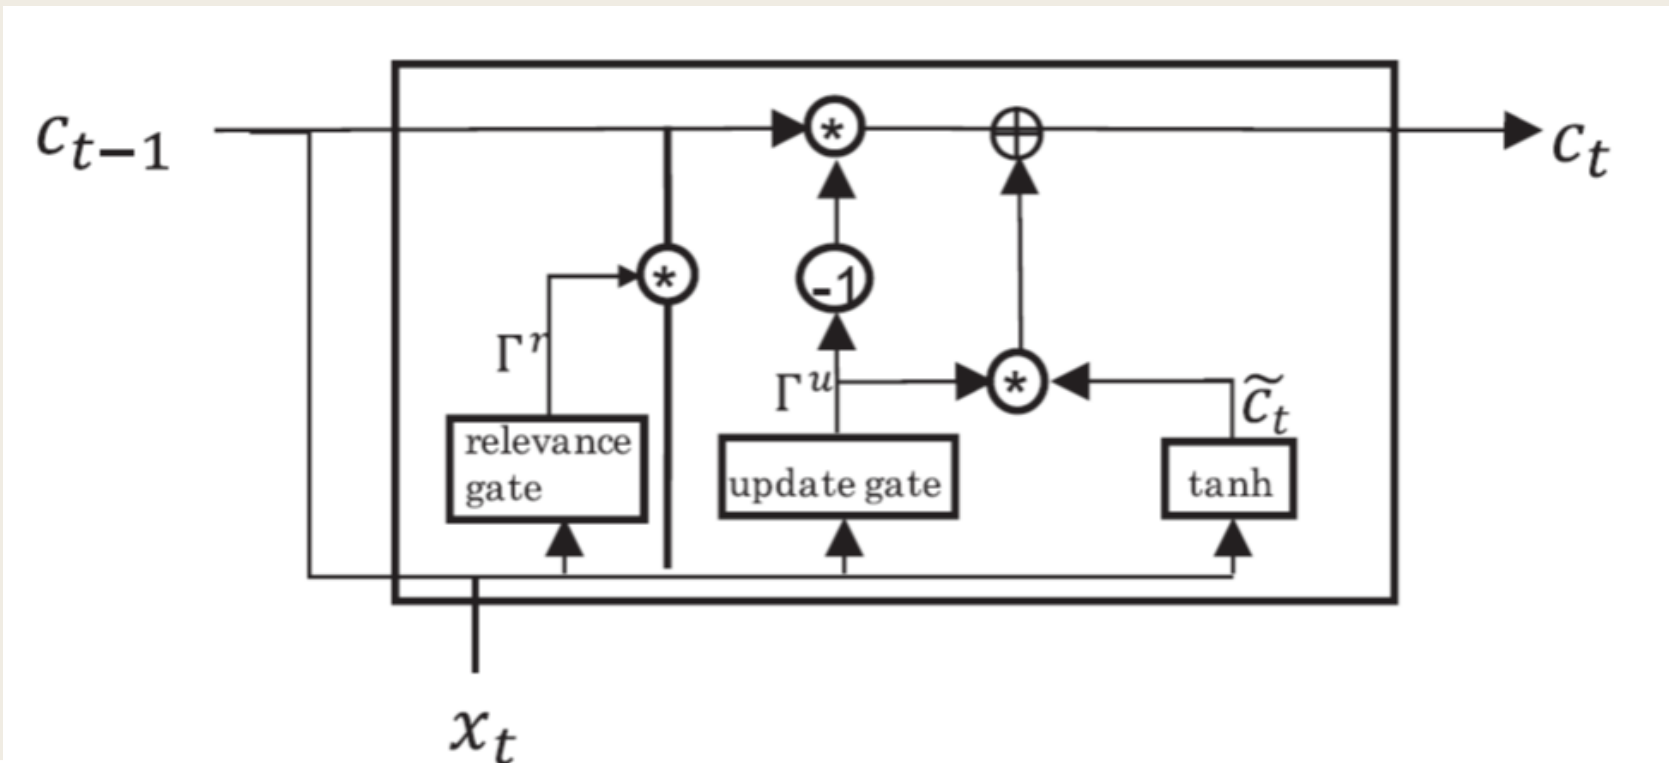 c_{t-1}
*
⊕
c_t
*
-1
Γ^r
Γ^u
*
c̃_t
relevance
gate
update gate
tanh
x_t